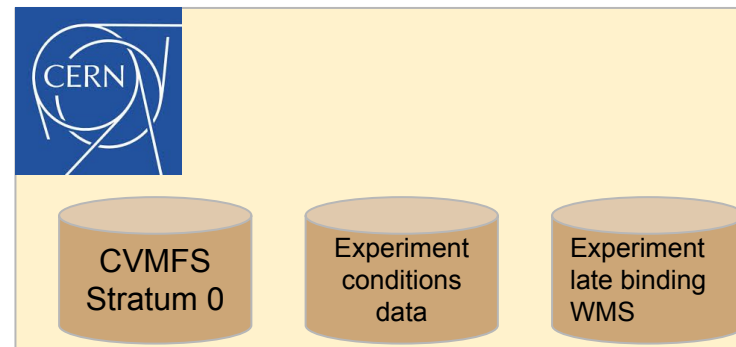 CERN
CVMFS
Stratum 0
Experiment
conditions
data
Experiment
late binding
WMS